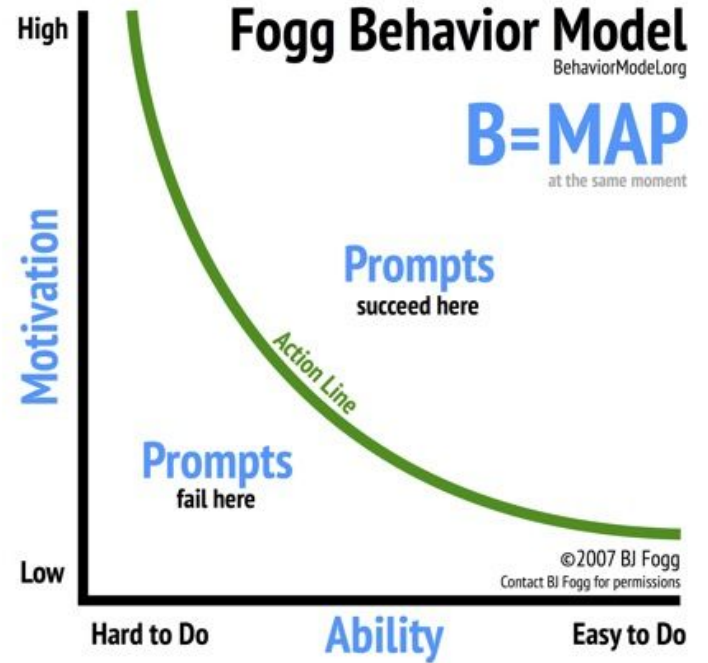 High
Fogg Behavior Model
BehaviorModel.org
B=MAP
at the same moment
Motivation
Prompts
succeed here
Action Line
Prompts
fail here
Low
©2007 BJ Fogg
Contact BJ Fogg for permissions
Hard to Do
Ability
Easy to Do